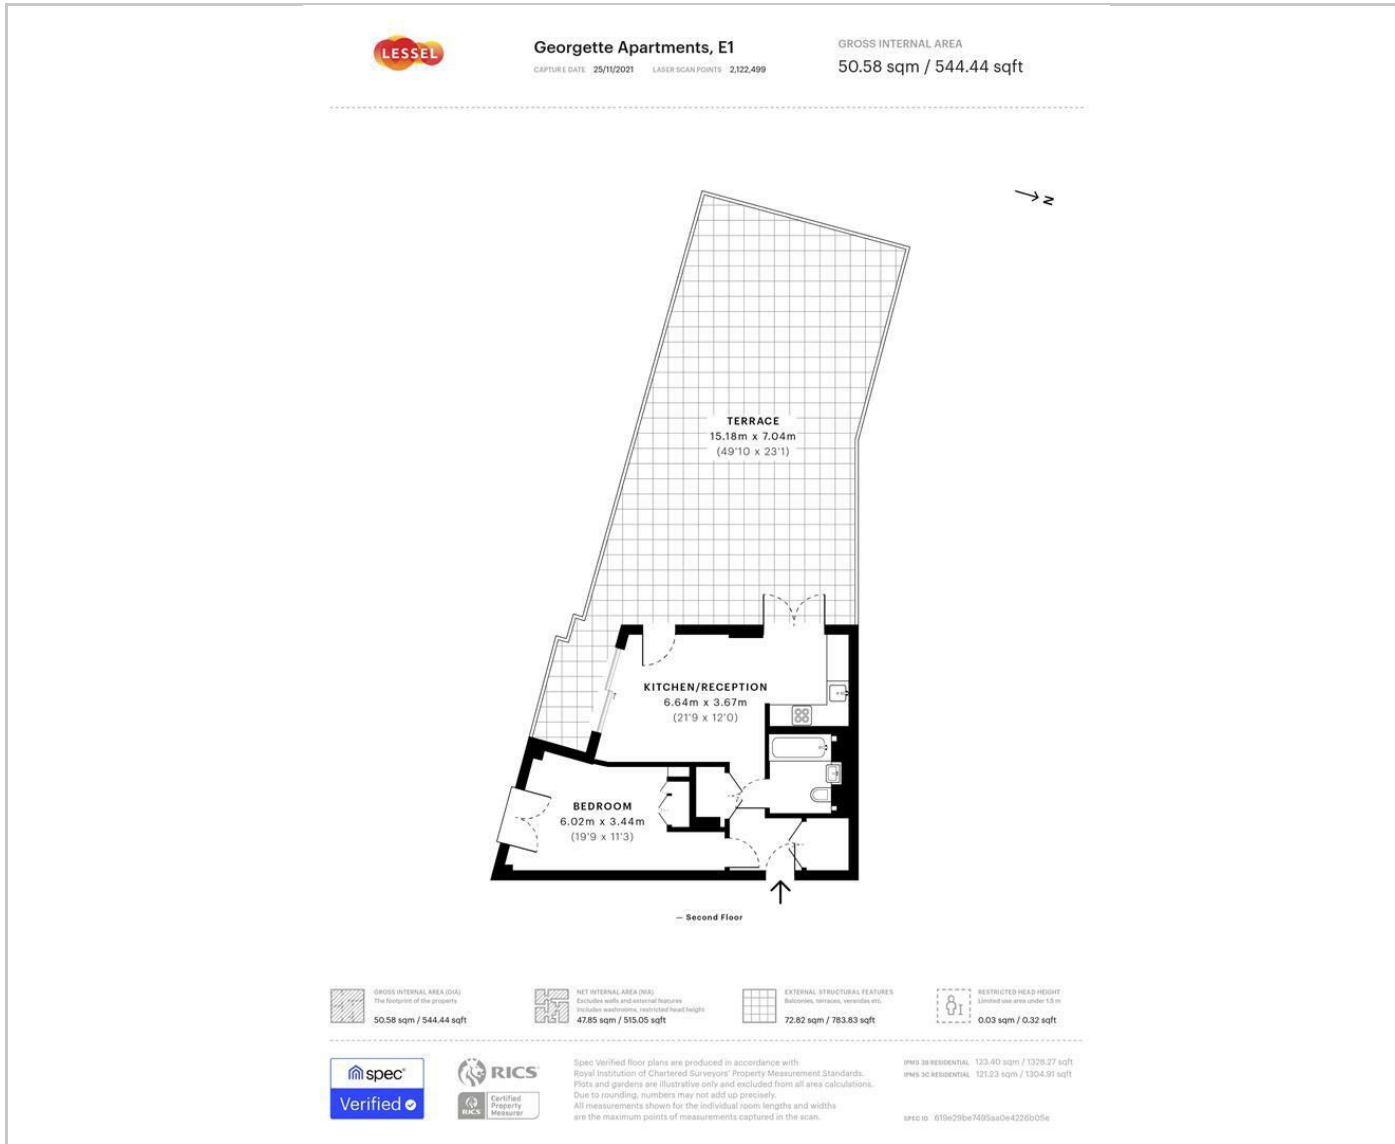 LESSEL
Georgette Apartments, E1
CAPTURE DATE 25/11/2021 LASER SCAN POINTS 2,122,499
GROSS INTERNAL AREA
50.58 sqm / 544.44 sqft
N
TERRACE
15.18m x 7.04m
(49'10 x 23'1)
KITCHEN/RECEPTION
6.64m x 3.67m
(21'9 x 12'0)
BEDROOM
6.02m x 3.44m
(19'9 x 11'3)
— Second Floor
GROSS INTERNAL AREA (GIA)
The footprint of the property
50.58 sqm / 544.44 sqft
NET INTERNAL AREA (NIA)
Excludes walls and external features
Includes washrooms, restricted head height
47.85 sqm / 515.05 sqft
EXTERNAL STRUCTURAL FEATURES
Balconies, terraces, verandas etc.
72.82 sqm / 783.83 sqft
RESTRICTED HEAD HEIGHT
Limited use area under 1.5 m
0.03 sqm / 0.32 sqft
spec
Verified
RICS
RICS
Certified
Property
Measurer
Spec Verified floor plans are produced in accordance with
Royal Institution of Chartered Surveyors' Property Measurement Standards.
Plots and gardens are illustrative only and excluded from all area calculations.
Due to rounding, numbers may not add up precisely.
All measurements shown for the individual room lengths and widths
are the maximum points of measurements captured in the scan.
IPMS 3B RESIDENTIAL 123.40 sqm / 1328.27 sqft
IPMS 3C RESIDENTIAL 121.23 sqm / 1304.91 sqft
SPEC ID 619e29be7495aa0e4226b05e